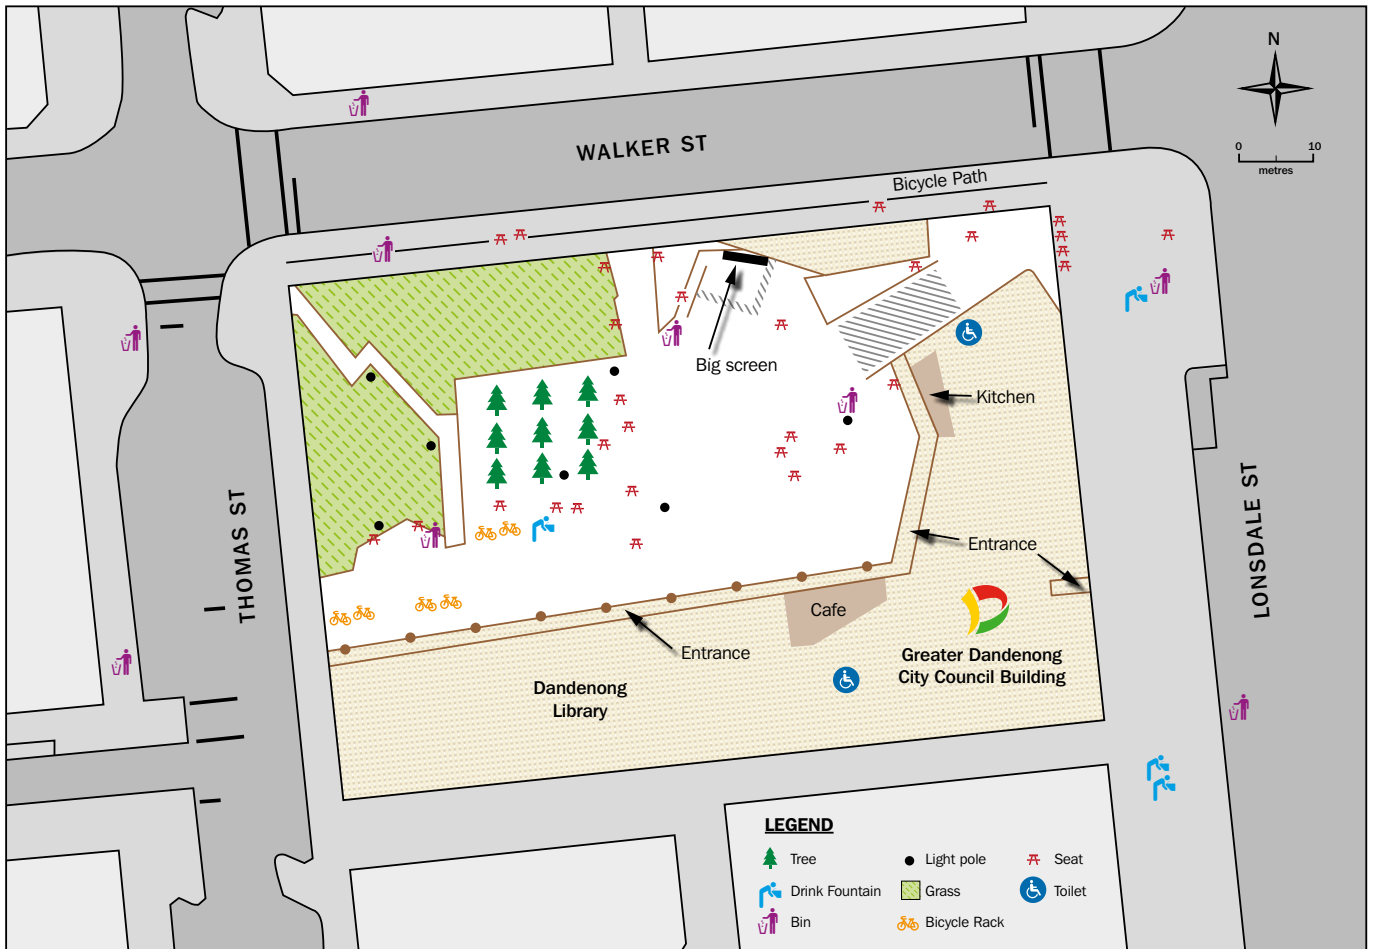 N
0 10
metres
WALKER ST
Bicycle Path
Big screen
Kitchen
THOMAS ST
LONSDALE ST
Entrance
Cafe
Entrance
Greater Dandenong
City Council Building
Dandenong
Library
LEGEND
Tree
Light pole
Seat
Drink Fountain
Grass
Toilet
Bin
Bicycle Rack